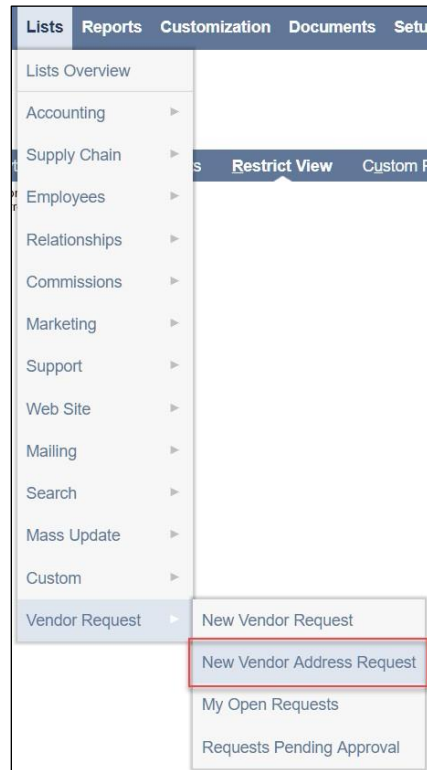 Lists Reports Customization Documents Setu
Lists Overview
Accounting
Supply Chain
s Restrict View Custom F
Employees
Relationships
Commissions
Marketing
Support
Web Site
Mailing
Search
Mass Update
Custom
Vendor Request
New Vendor Request
New Vendor Address Request
My Open Requests
Requests Pending Approval